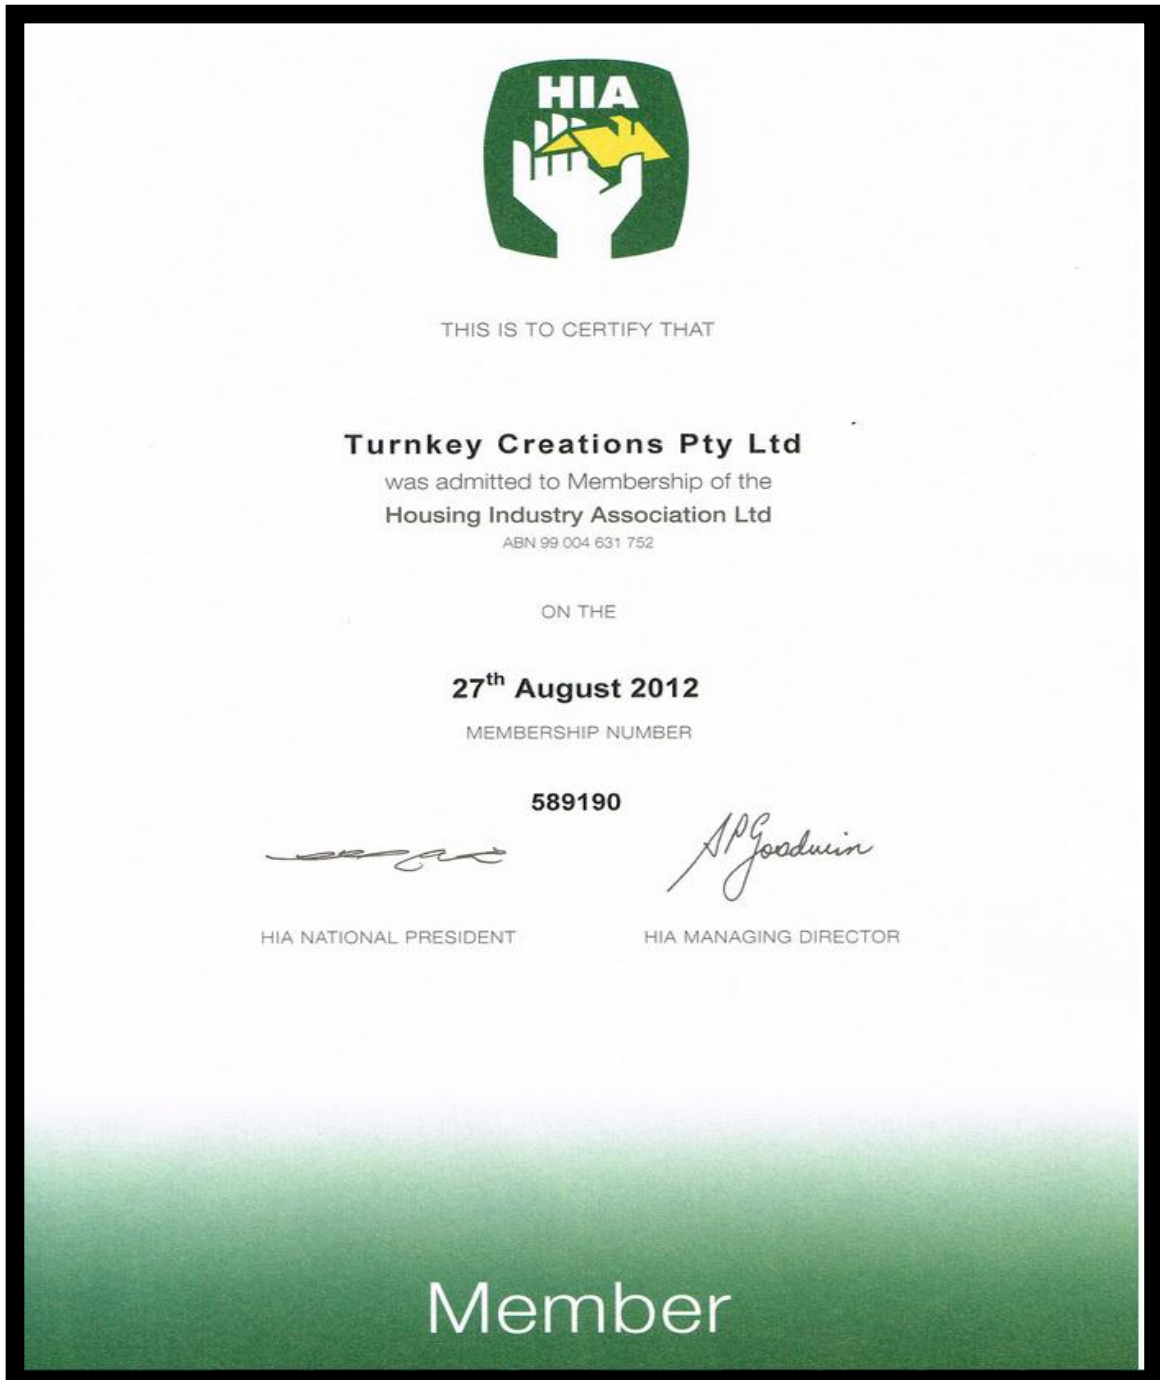 HIA
THIS IS TO CERTIFY THAT
Turnkey Creations Pty Ltd
was admitted to Membership of the
Housing Industry Association Ltd
ABN 99 004 631 752
ON THE
27th August 2012
MEMBERSHIP NUMBER
589190
SPGoodwin
HIA NATIONAL PRESIDENT HIA MANAGING DIRECTOR
Member